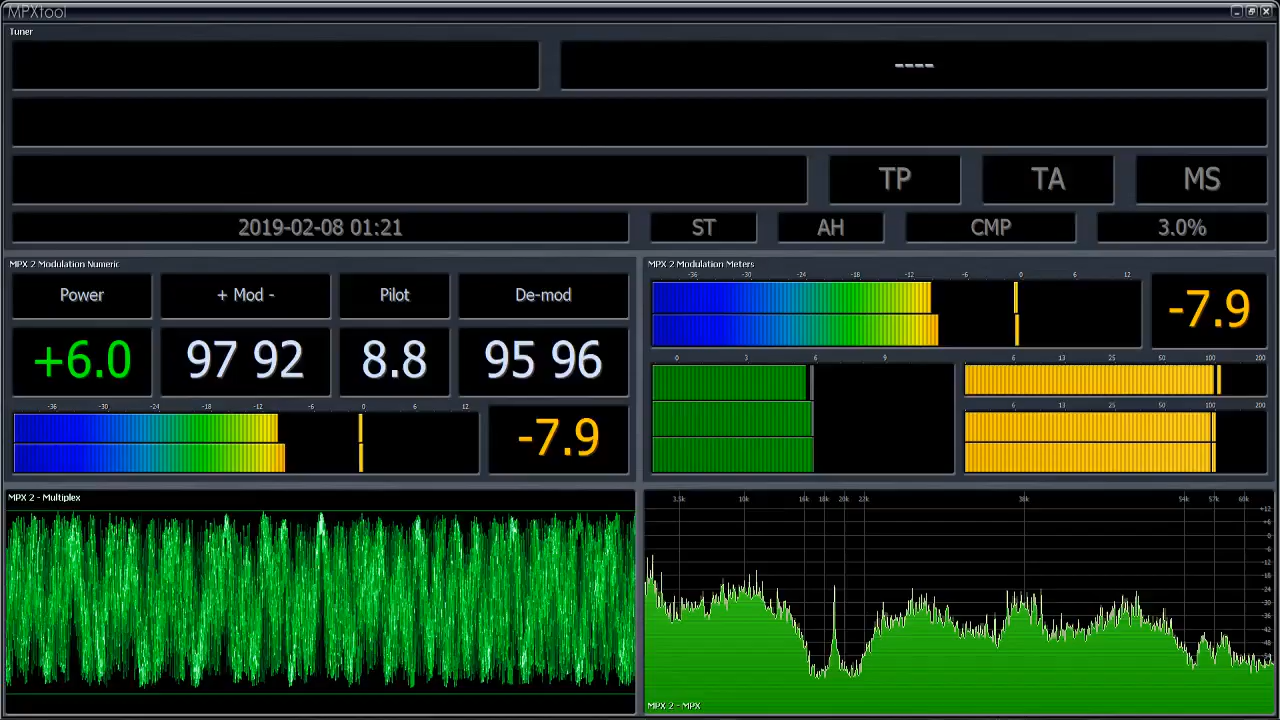 MPXtool
Tuner
----
TP TA MS
2019-02-08 01:21 ST AH CMP 3.0%
MPX 2 Modulation Numeric
Power + Mod - Pilot De-mod
+6.0 97 92 8.8 95 96
-36 -30 -24 -18 -12 -6 0 6 12
-7.9
MPX 2 Modulation Meters
-36 -30 -24 -18 -12 -6 0 6 12
-7.9
0 3 6 9
6 13 25 50 100 200
6 13 25 50 100 200
MPX 2 - Multiplex
3.5k 10k 16k 18k 20k 22k 38k 54k 57k 60k
+12
+6
0
-6
-12
-18
-24
-30
-36
-42
-48
MPX 2 - MPX